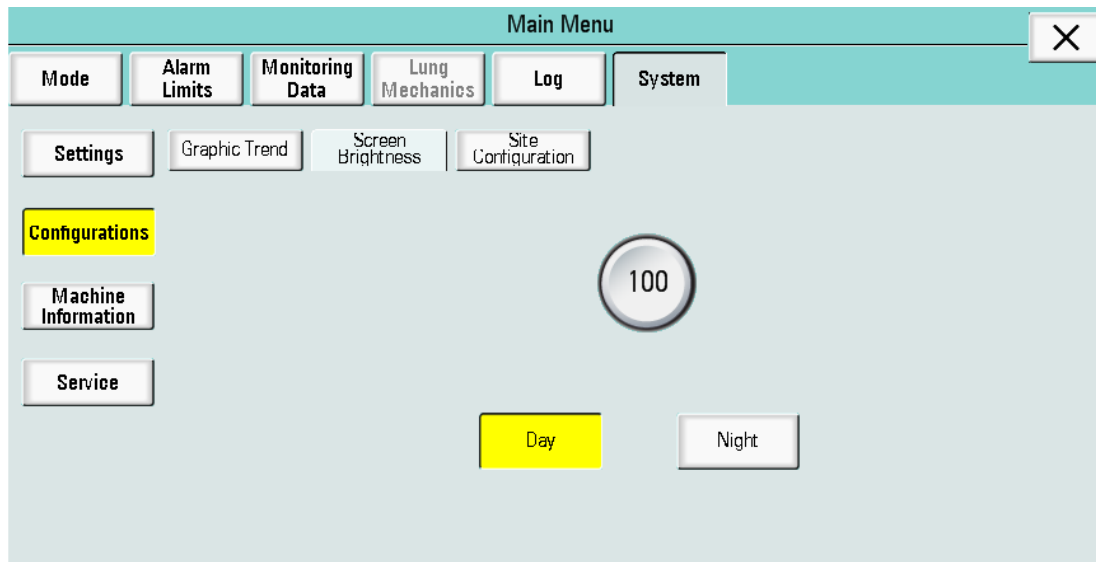 Main Menu
Mode
Alarm
Limits
Monitoring
Data
Lung
Mechanics
Log
System
Settings
Graphic Trend
Screen
Brightness
Site
Configuration
Configurations
100
Machine
Information
Service
Day
Night